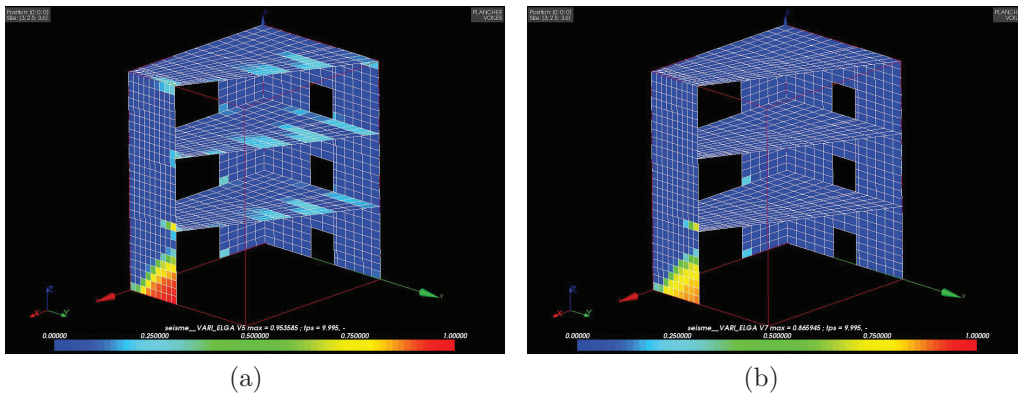 Position: (0; 0; 0)
Size: (3; 2.5; 3.6)
PLANCHER
VOILES
Z
Y
Z
X
Y
seisme__VARI_ELGA V5 max = 0.953585 ; tps = 9.995, -
0.00000 0.250000 0.500000 0.750000 1.00000
(a)
Position: (0; 0; 0)
Size: (3; 2.5; 3.6)
PLANCHER
VOILES
Y
Z
X
Y
seisme__VARI_ELGA V7 max = 0.865945 ; tps = 9.995, -
0.00000 0.250000 0.500000 0.750000 1.00000
(b)